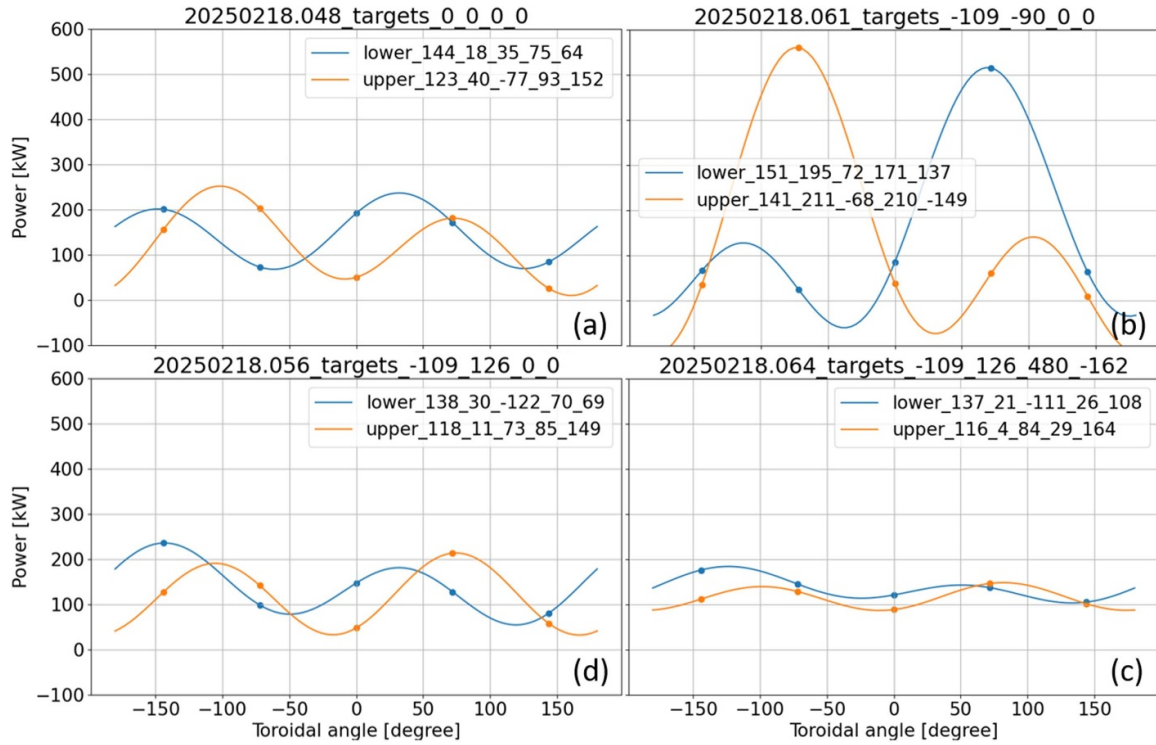 20250218.048_targets_0_0_0_0
600
500
400
300
200
100
0
−100
Power [kW]
lower_144_18_35_75_64
upper_123_40_-77_93_152
(a)
20250218.061_targets_-109_-90_0_0
lower_151_195_72_171_137
upper_141_211_-68_210_-149
(b)
20250218.056_targets_-109_126_0_0
600
500
400
300
200
100
0
−100
Power [kW]
lower_138_30_-122_70_69
upper_118_11_73_85_149
(d)
−150 −100 −50 0 50 100 150
Toroidal angle [degree]
20250218.064_targets_-109_126_480_-162
lower_137_21_-111_26_108
upper_116_4_84_29_164
(c)
−150 −100 −50 0 50 100 150
Toroidal angle [degree]